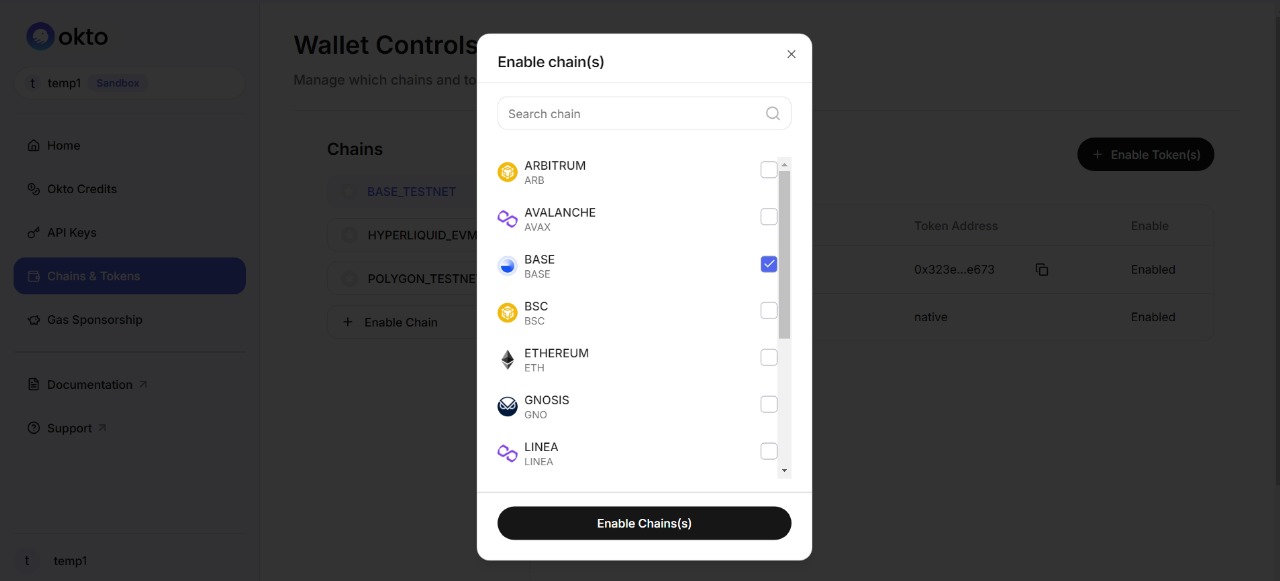 okto
t temp1 Sandbox
Home
Okto Credits
API Keys
Chains & Tokens
Gas Sponsorship
Documentation
Support
t temp1
Wallet Controls
Manage which chains and to
Chains
BASE_TESTNET
HYPERLIQUID_EVM
POLYGON_TESTNE
+ Enable Chain
+ Enable Token(s)
Token Address Enable
0x323e...e673 Enabled
native Enabled
Enable chain(s)
Search chain
ARBITRUM
ARB
AVALANCHE
AVAX
BASE
BASE
BSC
BSC
ETHEREUM
ETH
GNOSIS
GNO
LINEA
LINEA
Enable Chains(s)